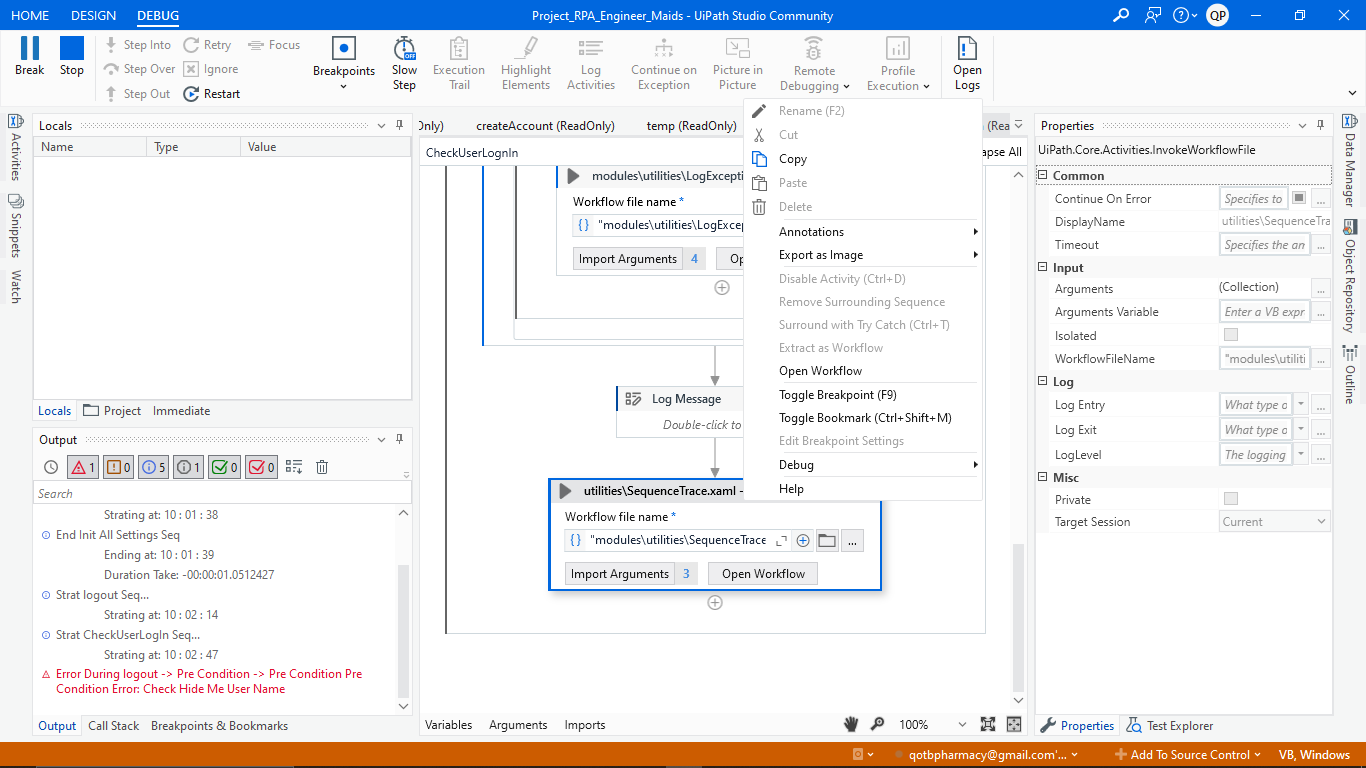 HOME DESIGN DEBUG Project_RPA_Engineer_Maids - UiPath Studio Community QP
Break Stop Step Into Step Over Step Out Retry Ignore Restart Focus Breakpoints Slow Step Execution Trail Highlight Elements Log Activities Continue on Exception Picture in Picture Remote Debugging Profile Execution Open Logs
Activities
Snippets
Watch
Locals
Name Type Value
Locals Project Immediate
Output
1 0 5 1 0 0
Search
Strating at: 10 : 01 : 38
End Init All Settings Seq
Ending at: 10 : 01 : 39
Duration Take: -00:00:01.0512427
Strat logout Seq...
Strating at: 10 : 02 : 14
Strat CheckUserLogIn Seq...
Strating at: 10 : 02 : 47
Error During logout -> Pre Condition -> Pre Condition Pre
Condition Error: Check Hide Me User Name
Output Call Stack Breakpoints & Bookmarks
Only) createAccount (ReadOnly) temp (ReadOnly) (Rea
CheckUserLognIn apse All
modules\utilities\LogExcepti
Workflow file name *
"modules\utilities\LogExcep
Import Arguments 4 Op
Log Message
Double-click to
utilities\SequenceTrace.xaml -
Workflow file name *
{ } "modules\utilities\SequenceTrace ...
Import Arguments 3 Open Workflow
Variables Arguments Imports 100%
Rename (F2)
Cut
Copy
Paste
Delete
Annotations
Export as Image
Disable Activity (Ctrl+D)
Remove Surrounding Sequence
Surround with Try Catch (Ctrl+T)
Extract as Workflow
Open Workflow
Toggle Breakpoint (F9)
Toggle Bookmark (Ctrl+Shift+M)
Edit Breakpoint Settings
Debug
Help
Properties
UiPath.Core.Activities.InvokeWorkflowFile
Common
Continue On Error Specifies to ...
DisplayName utilities\SequenceTra
Timeout Specifies the an ...
Input
Arguments (Collection) ...
Arguments Variable Enter a VB expr ...
Isolated
WorkflowFileName "modules\utiliti ...
Log
Log Entry What type o ...
Log Exit What type o ...
LogLevel The logging ...
Misc
Private
Target Session Current
Properties Test Explorer
Data Manager
Object Repository
Outline
qotbpharmacy@gmail.com'... Add To Source Control VB, Windows